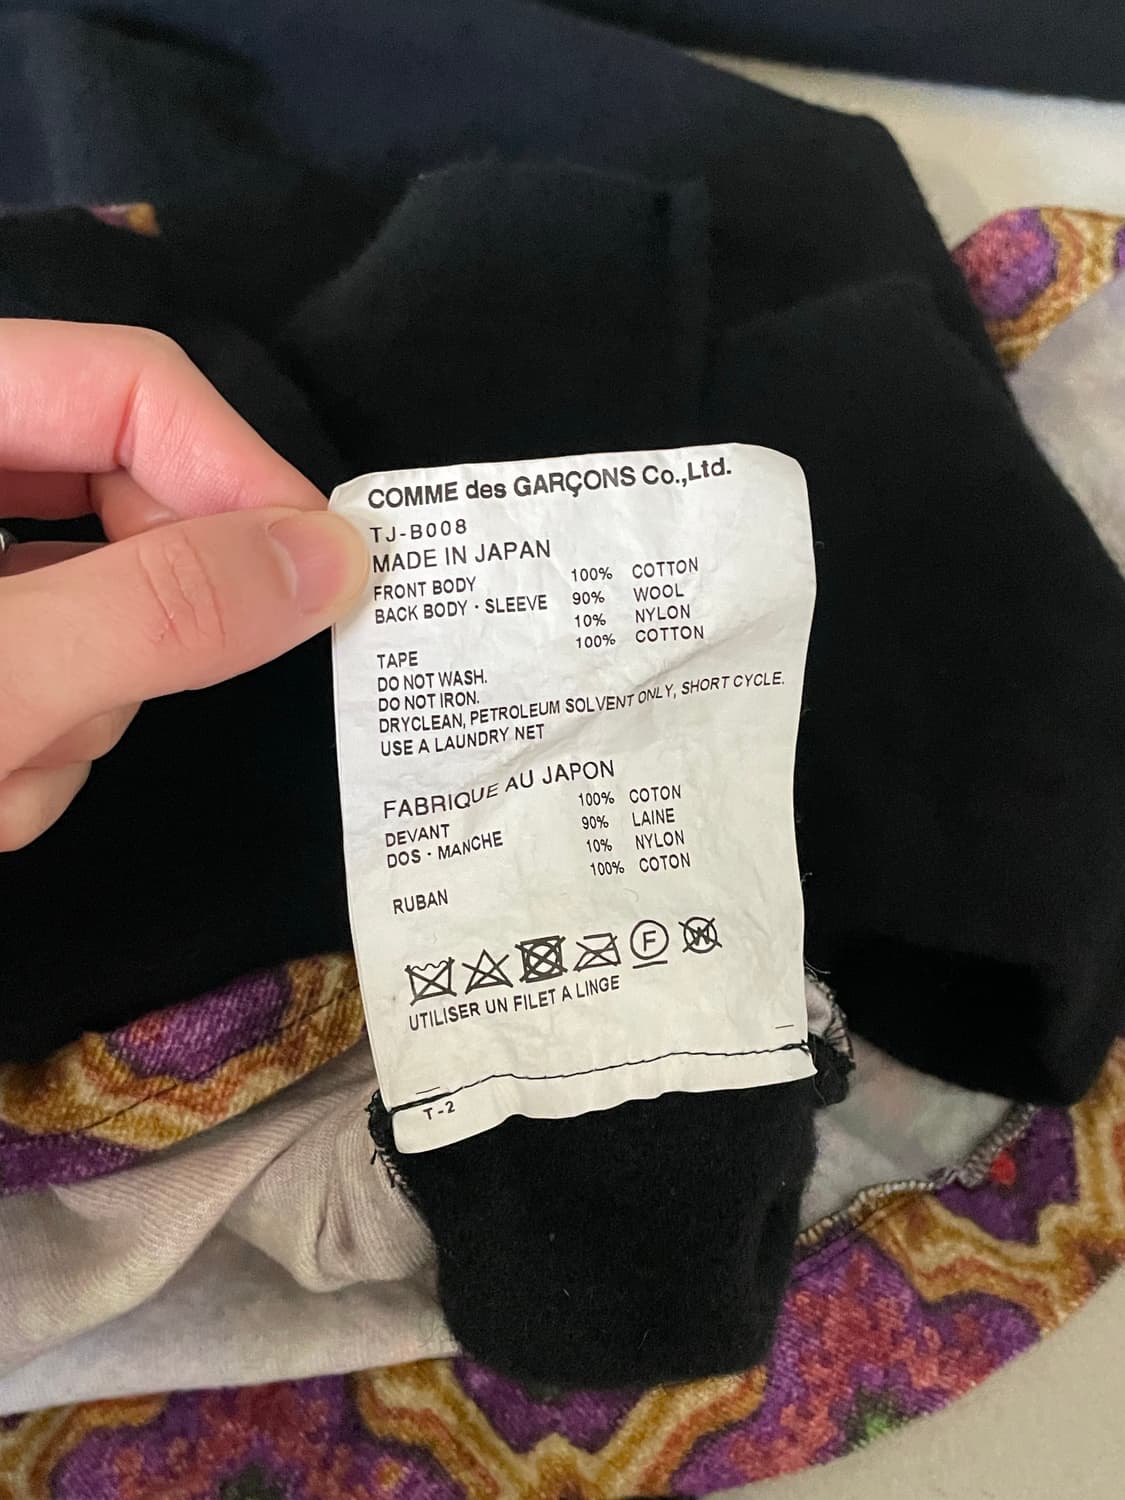 COMME des GARÇONS Co.,Ltd.
TJ-B008
MADE IN JAPAN
FRONT BODY 100% COTTON
BACK BODY・SLEEVE 90% WOOL
10% NYLON
TAPE 100% COTTON
DO NOT WASH.
DO NOT IRON.
DRYCLEAN, PETROLEUM SOLVENT ONLY, SHORT CYCLE.
USE A LAUNDRY NET
FABRIQUE AU JAPON
DEVANT 100% COTON
DOS・MANCHE 90% LAINE
10% NYLON
RUBAN 100% COTON
F W
UTILISER UN FILET A LINGE
T-2